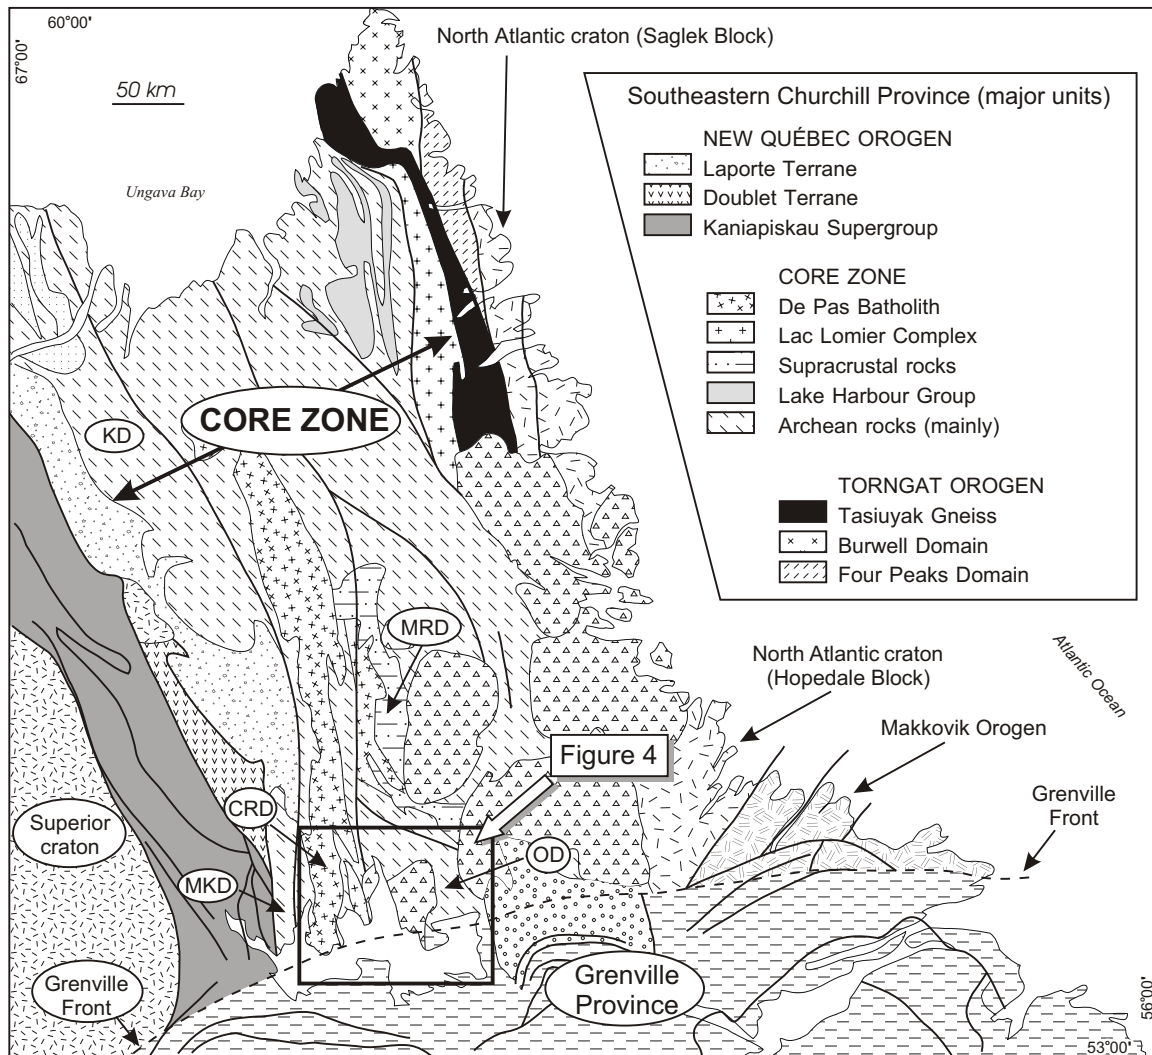 60°00'
67°00'
North Atlantic craton (Saglek Block)
50 km
Ungava Bay
Southeastern Churchill Province (major units)
NEW QUÉBEC OROGEN
Laporte Terrane
Doublet Terrane
Kaniapiskau Supergroup
CORE ZONE
De Pas Batholith
Lac Lomier Complex
Supracrustal rocks
Lake Harbour Group
Archean rocks (mainly)
TORNGAT OROGEN
Tasiuyak Gneiss
Burwell Domain
Four Peaks Domain
CORE ZONE
KD
MRD
North Atlantic craton
(Hopedale Block)
Atlantic Ocean
Makkovik Orogen
Figure 4
Grenville
Front
CRD
Superior
craton
OD
MKD
Grenville
Front
Grenville
Province
56°00'
53°00'